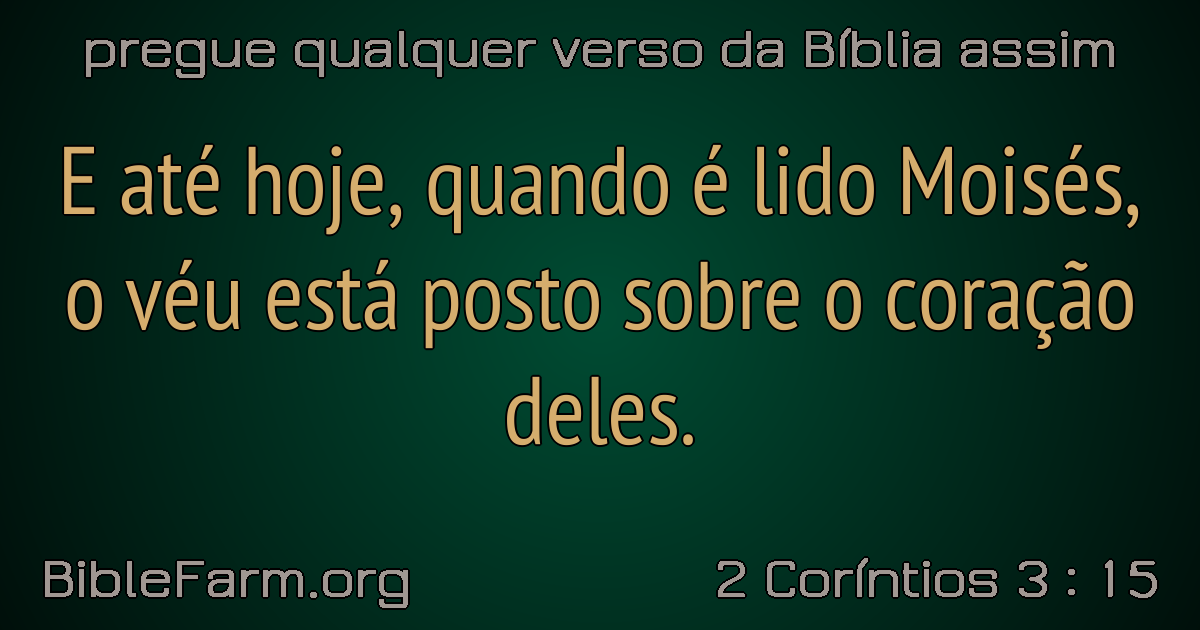 pregue qualquer verso da Bíblia assim
E até hoje, quando é lido Moisés,
o véu está posto sobre o coração
deles.
BibleFarm.org
2 Coríntios 3 : 15